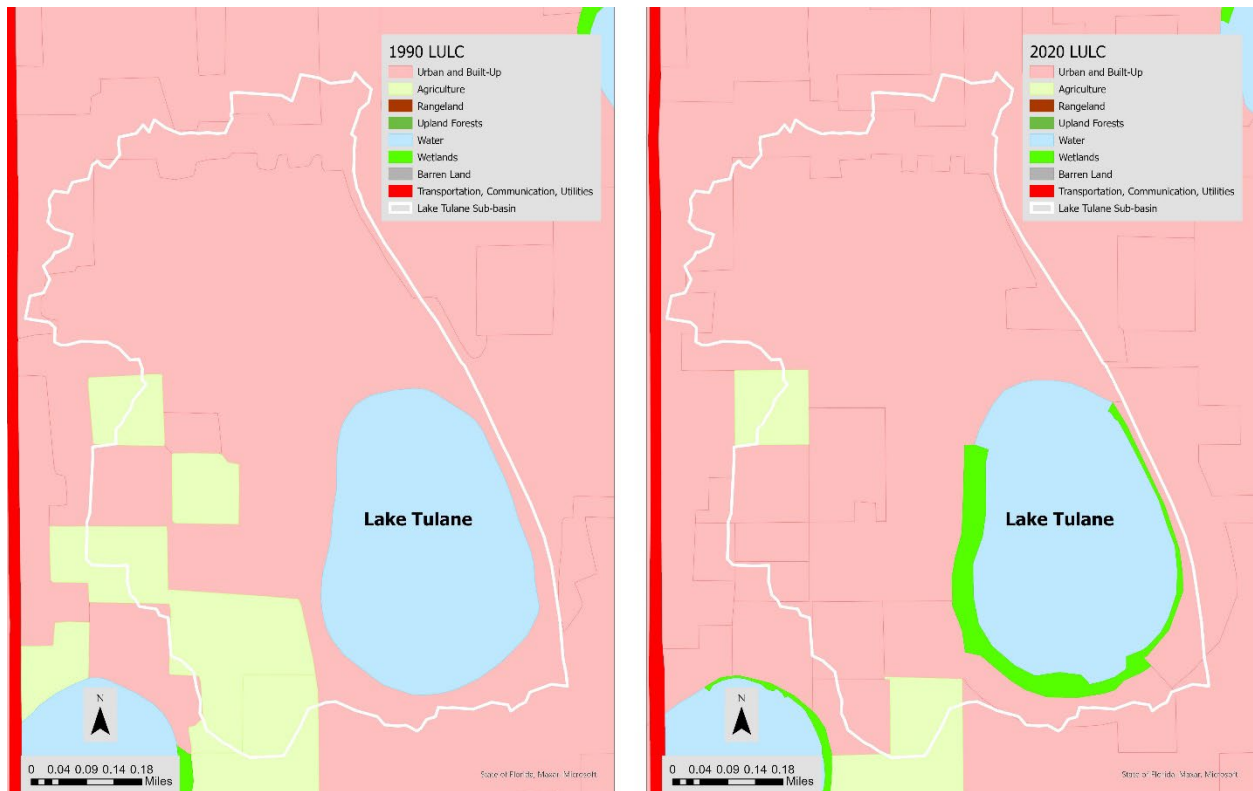 1990 LULC
Urban and Built-Up
Agriculture
Rangeland
Upland Forests
Water
Wetlands
Barren Land
Transportation, Communication, Utilities
Lake Tulane Sub-basin
Lake Tulane
N
0 0.04 0.09 0.14 0.18
Miles
State of Florida, Maxar, Microsoft
2020 LULC
Urban and Built-Up
Agriculture
Rangeland
Upland Forests
Water
Wetlands
Barren Land
Transportation, Communication, Utilities
Lake Tulane Sub-basin
Lake Tulane
N
0 0.04 0.09 0.14 0.18
Miles
State of Florida, Maxar, Microsoft